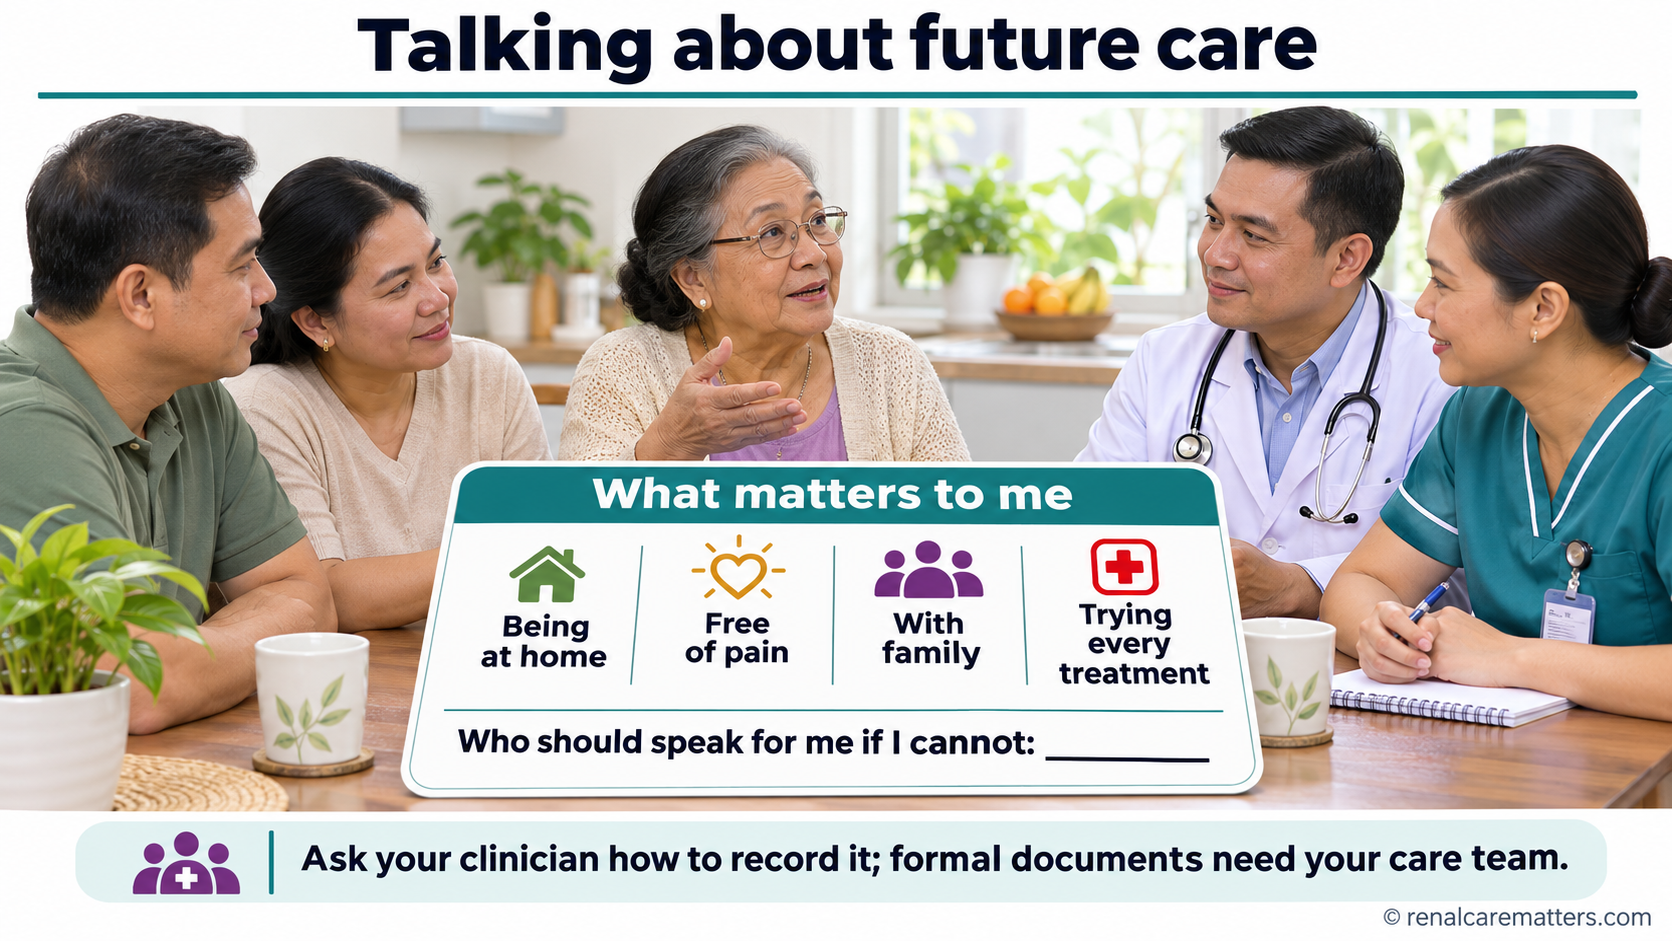 Talking about future care
What matters to me
Being
at home
Free
of pain
With
family
Trying
every
treatment
Who should speak for me if I cannot: ________
Ask your clinician how to record it; formal documents need your care team.
© renalcarematters.com